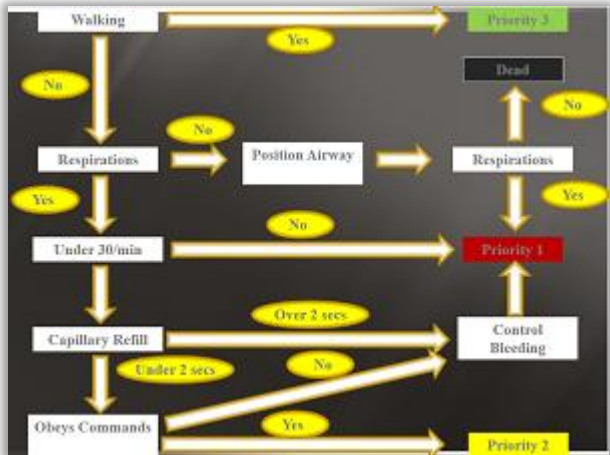 Walking
Yes
Priority 3
No
Dead
No
No
Respirations
Position Airway
Respirations
Yes
Yes
No
Under 30/min
Priority 1
Over 2 secs
Capillary Refill
Control
Bleeding
Under 2 secs
No
Obeys Commands
Yes
Priority 2